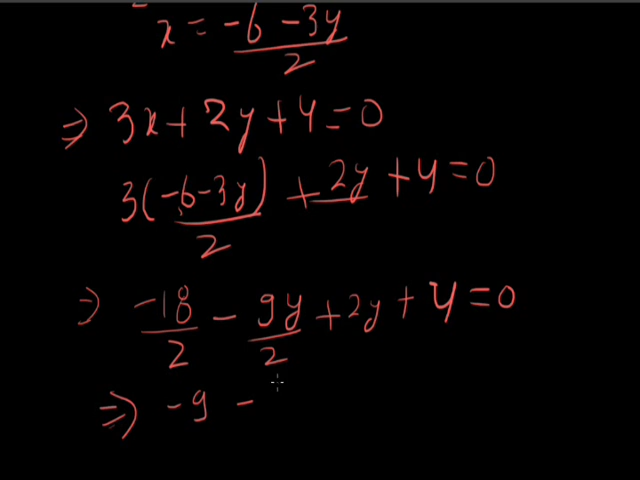 x = (-6 - 3y)/2
⇒ 3x + 2y + 4 = 0
3(-6 - 3y)/2 + 2y + 4 = 0
⇒ -18/2 - 9y/2 + 2y + 4 = 0
⇒ -9 -